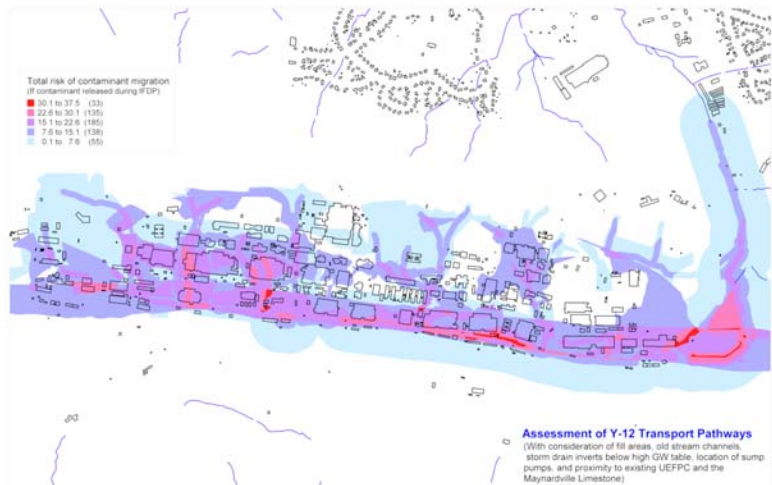 Total risk of contaminant migration
(If contaminant released during IFDP)
30.1 to 37.5 (33)
22.6 to 30.1 (135)
15.1 to 22.6 (185)
7.6 to 15.1 (138)
0.1 to 7.6 (55)
Assessment of Y-12 Transport Pathways
(With consideration of fill areas, old stream channels,
storm drain inverts below high GW table, location of sump
pumps, and proximity to existing UEFPC and the
Maynardville Limestone)